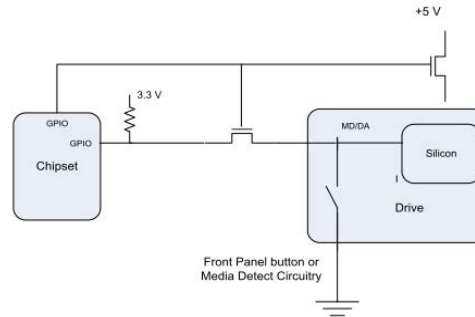 +5 V
3.3 V
GPIO
GPIO
Chipset
MD/DA
Silicon
I
Drive
Front Panel button or
Media Detect Circuitry